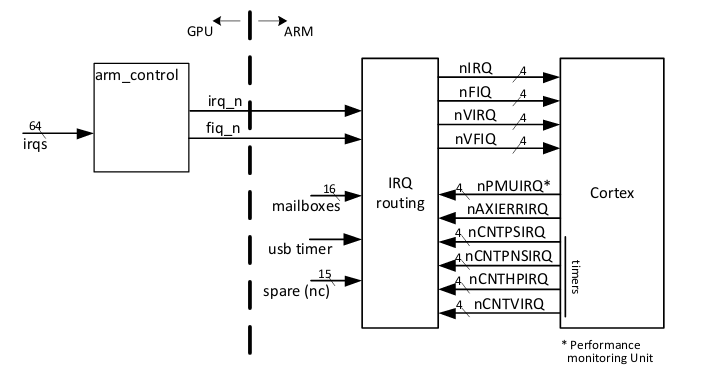 GPU
ARM
arm_control
64
irqs
irq_n
fiq_n
16
mailboxes
usb timer
15
spare (nc)
IRQ
routing
nIRQ
4
nFIQ
4
nVIRQ
4
nVFIQ
4
4
nPMUIRQ*
nAXIERRIRQ
4
nCNTPSIRQ
4
nCNTPNSIRQ
4
nCNTHPIRQ
4
nCNTVIRQ
timers
Cortex
* Performance
monitoring Unit